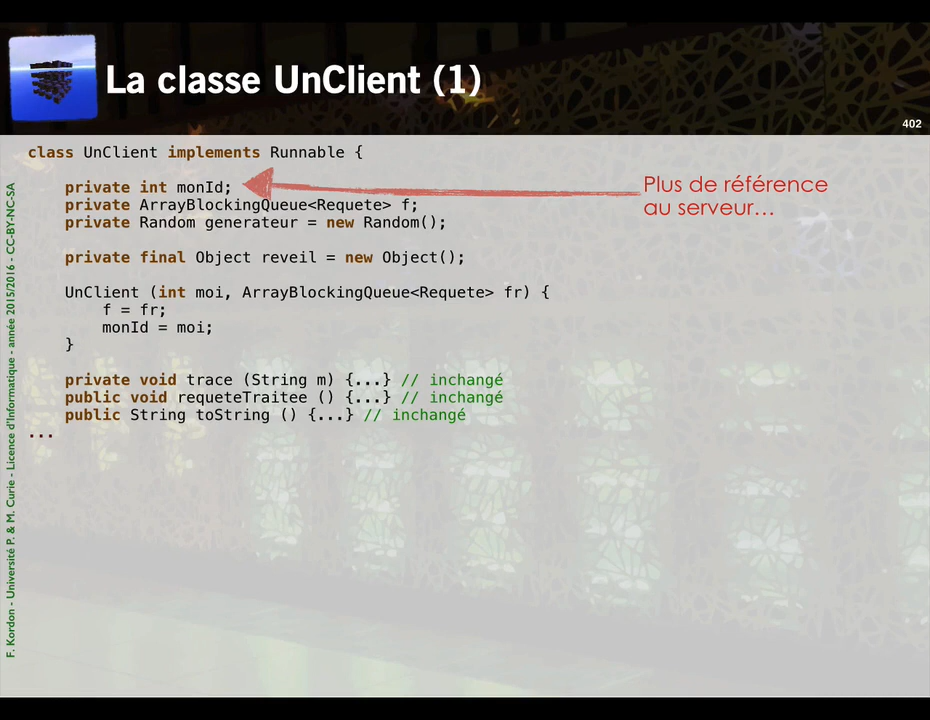 La classe UnClient (1)
402
class UnClient implements Runnable {
private int monId;
private ArrayBlockingQueue<Requete> f;
private Random generateur = new Random();
private final Object reveil = new Object();
UnClient (int moi, ArrayBlockingQueue<Requete> fr) {
f = fr;
monId = moi;
}
private void trace (String m) {...} // inchangé
public void requeteTraitee () {...} // inchangé
public String toString () {...} // inchangé
...
Plus de référence
au serveur…
F. Kordon - Université P. & M. Curie - Licence d'Informatique - année 2015/2016 - CC-BY-NC-SA